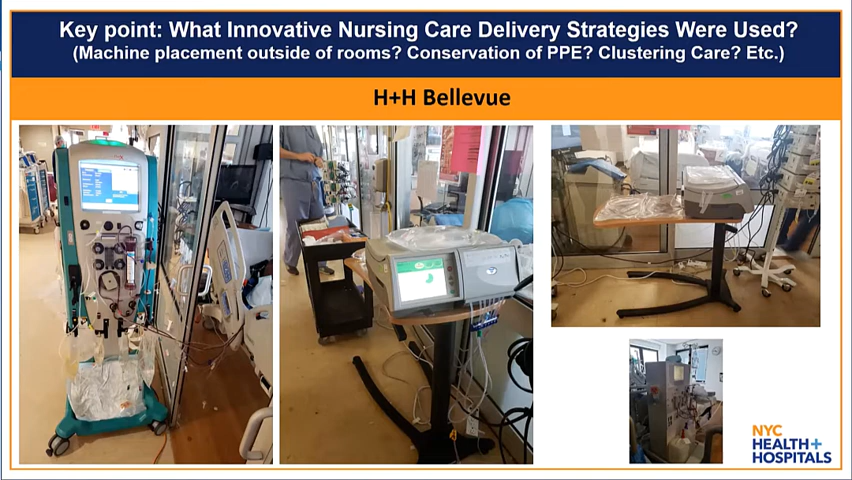 Key point: What Innovative Nursing Care Delivery Strategies Were Used?
(Machine placement outside of rooms? Conservation of PPE? Clustering Care? Etc.)
H+H Bellevue
NYC
HEALTH+
HOSPITALS